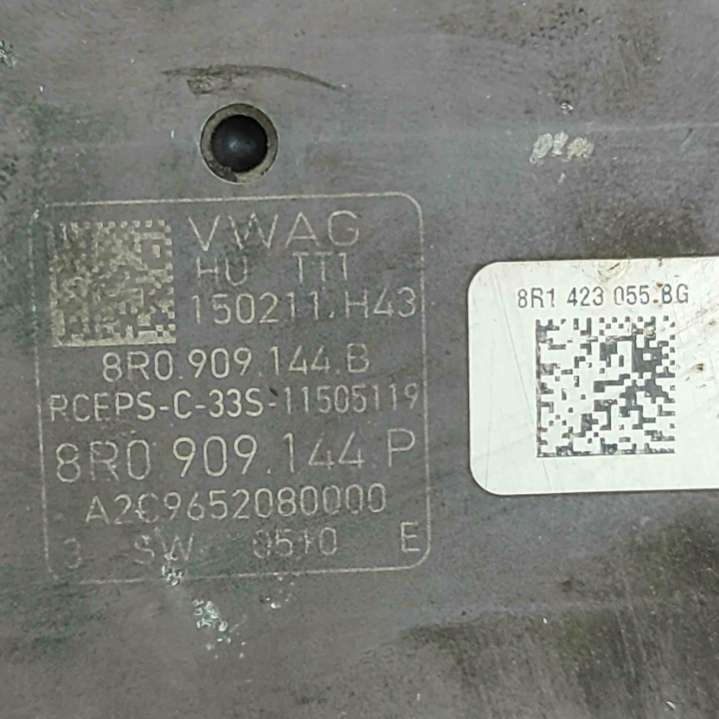 VWAG
HU TT1
150211.H43
8R0.909.144.B
RCEPS-C-33S-11505119
8R0 909.144 P
A2C9652080000
SW 0510 E
8R1 423 055.BG